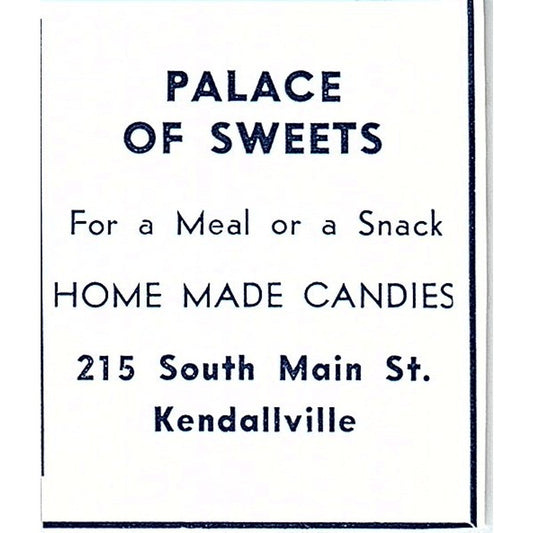 PALACE
OF SWEETS
For a Meal or a Snack
HOME MADE CANDIES
215 South Main St.
Kendallville